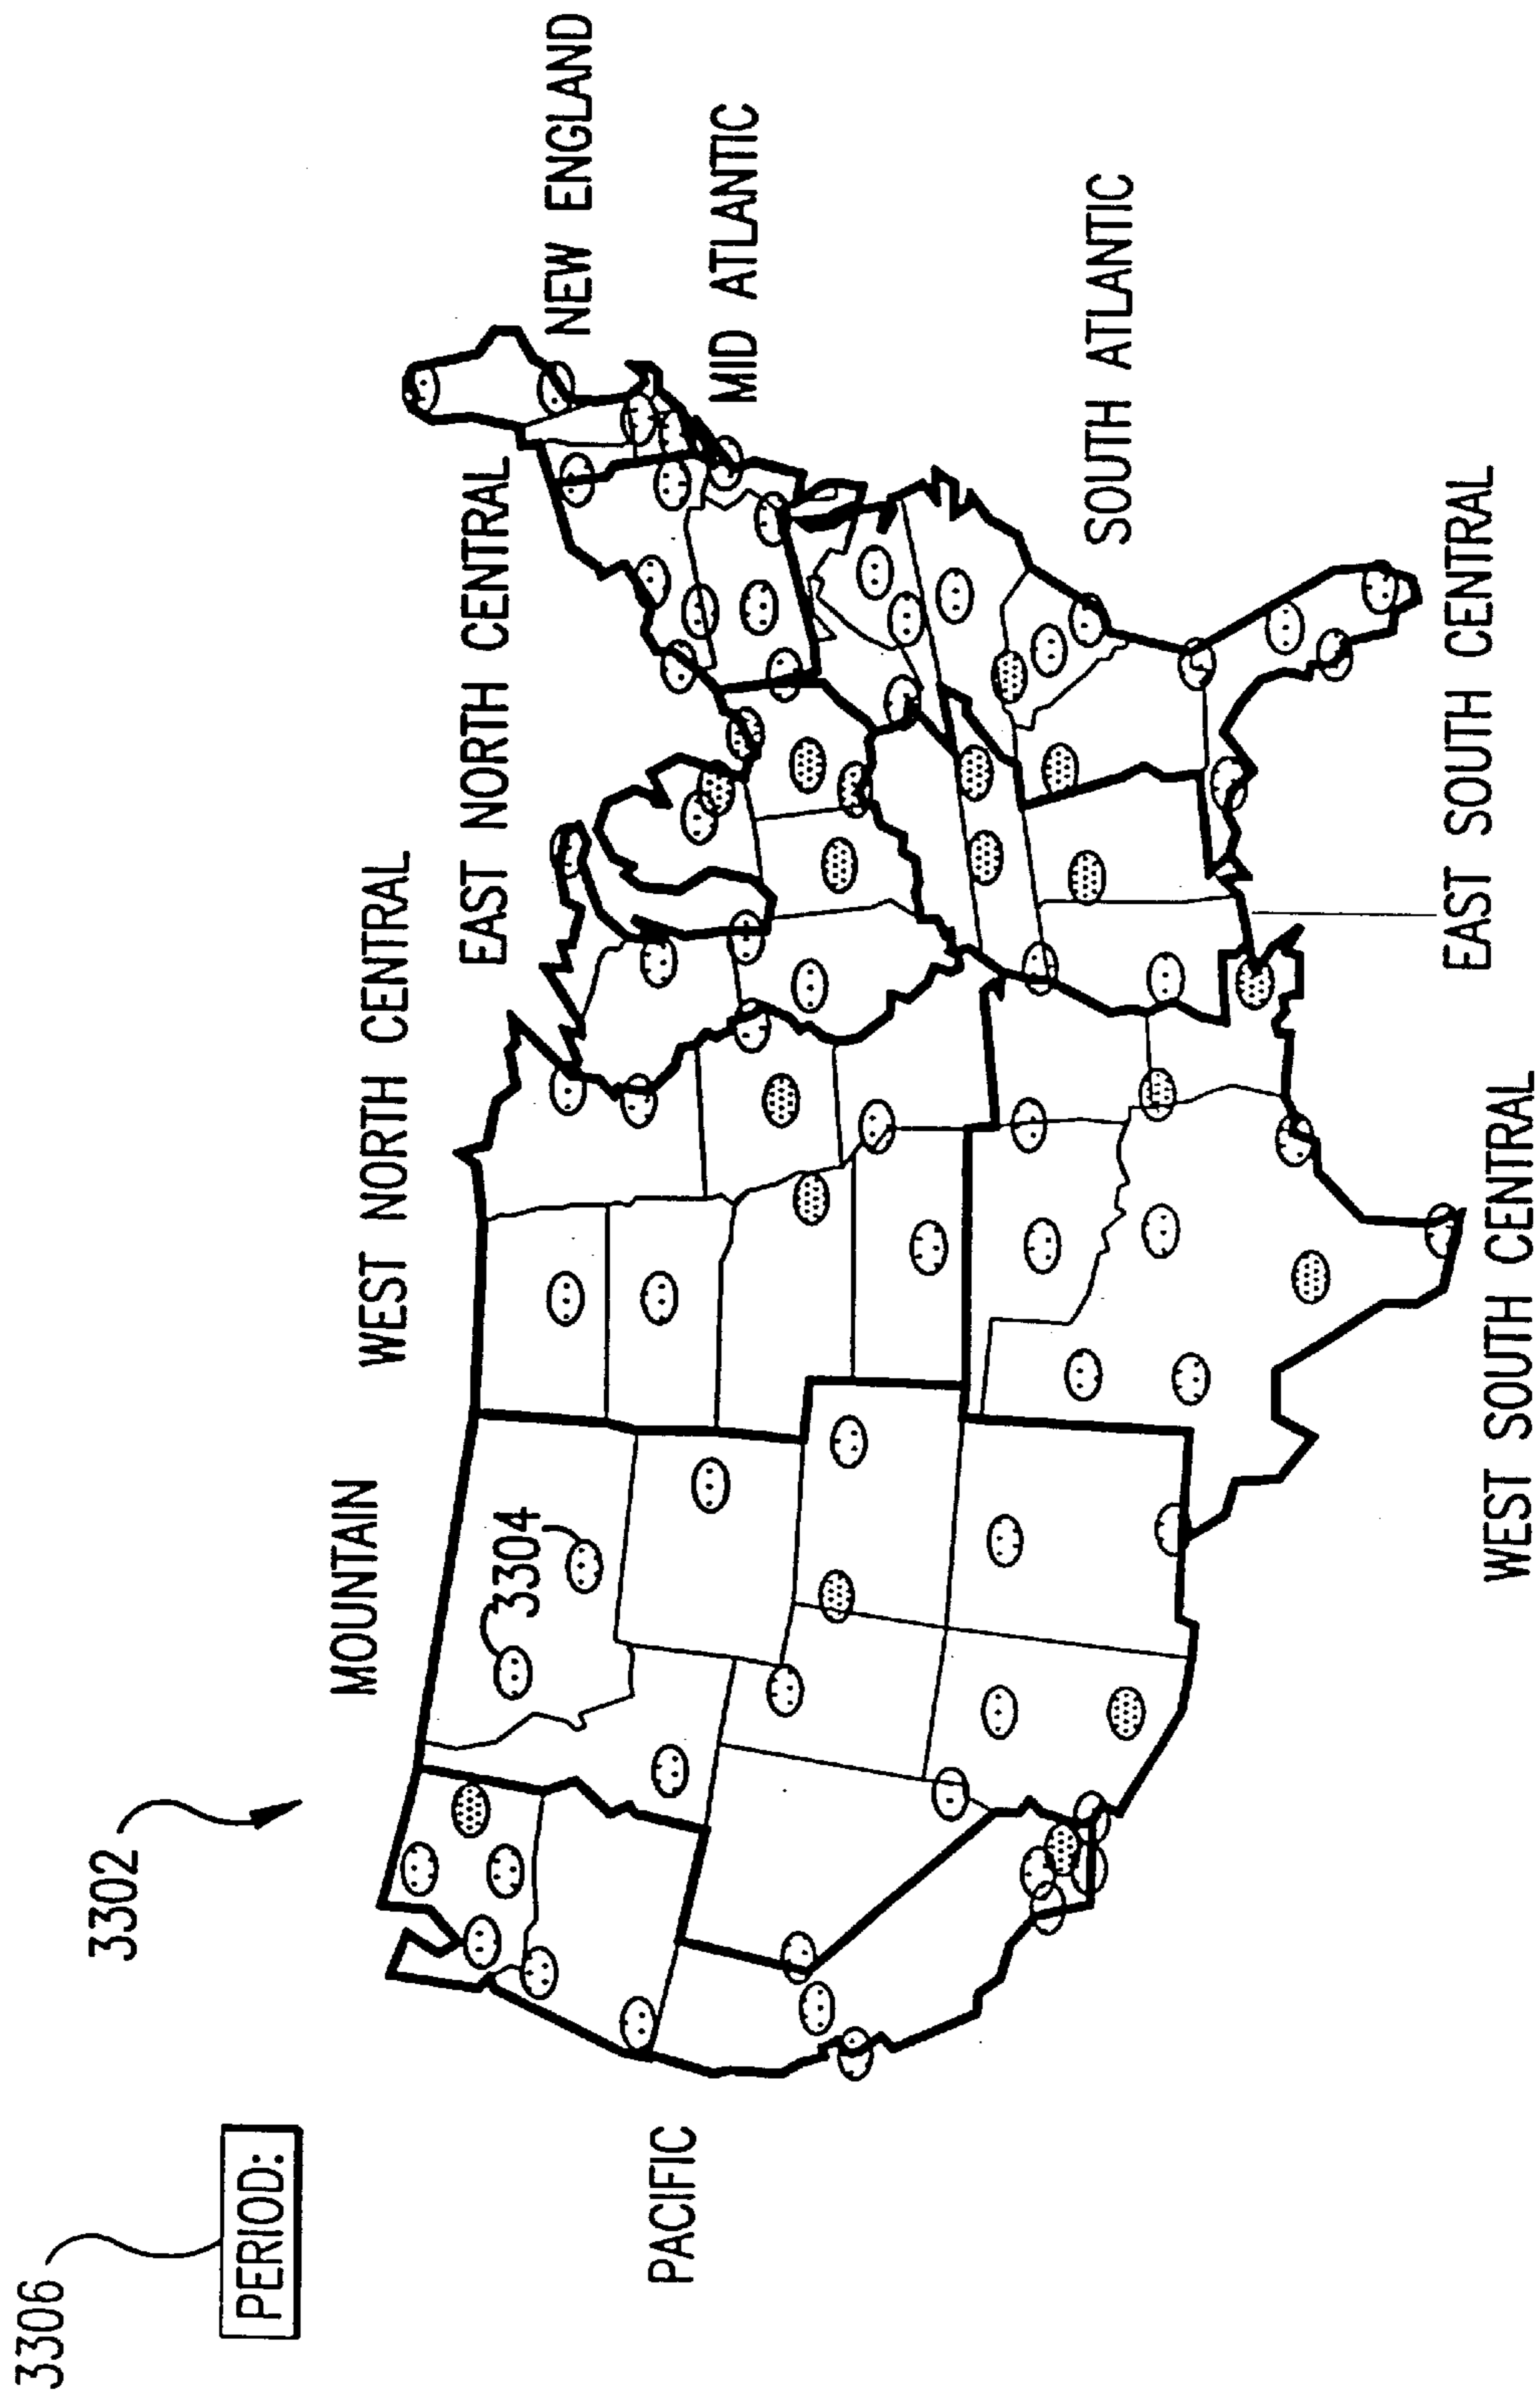 3306
PERIOD:
3302
MOUNTAIN
3304
WEST NORTH CENTRAL
EAST NORTH CENTRAL
NEW ENGLAND
PACIFIC
MID ATLANTIC
SOUTH ATLANTIC
EAST SOUTH CENTRAL
WEST SOUTH CENTRAL